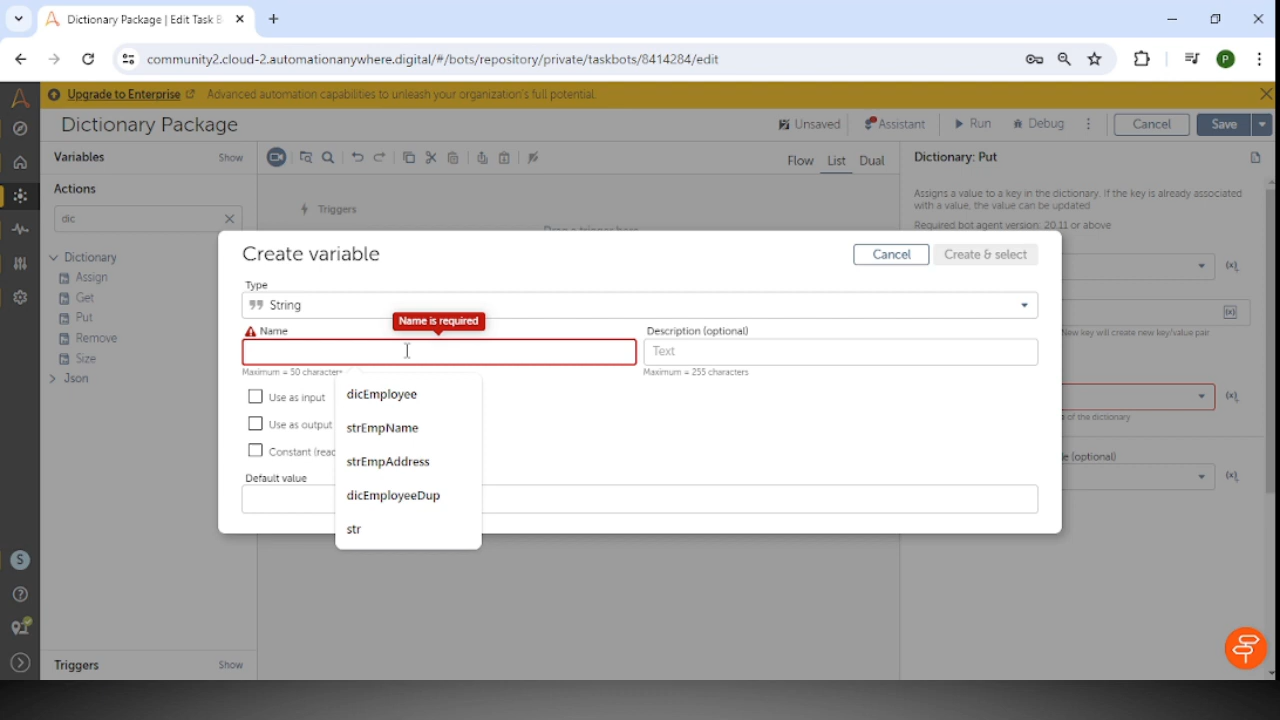 Dictionary Package | Edit Task B
community2.cloud-2.automationanywhere.digital/#/bots/repository/private/taskbots/8414284/edit
P
Upgrade to Enterprise Advanced automation capabilities to unleash your organization's full potential.
Dictionary Package
Unsaved
Assistant
Run
Debug
Cancel
Save
Variables
Show
Flow
List
Dual
Dictionary: Put
Actions
dic
Triggers
Drop a trigger here
Assigns a value to a key in the dictionary. If the key is already associated
with a value, the value can be updated
Required bot agent version: 20.11 or above
Dictionary
Assign
Get
Put
Remove
Size
Json
Create variable
Cancel
Create & select
Type
String
Name
Name is required
Description (optional)
Text
Maximum = 50 characters
Maximum = 255 characters
Use as input
Use as output
Constant (read
Default value
dicEmployee
strEmpName
strEmpAddress
dicEmployeeDup
str
(x)
(x)
New key will create new key/value pair
(x)
of the dictionary
le (optional)
(x)
S
Triggers
Show